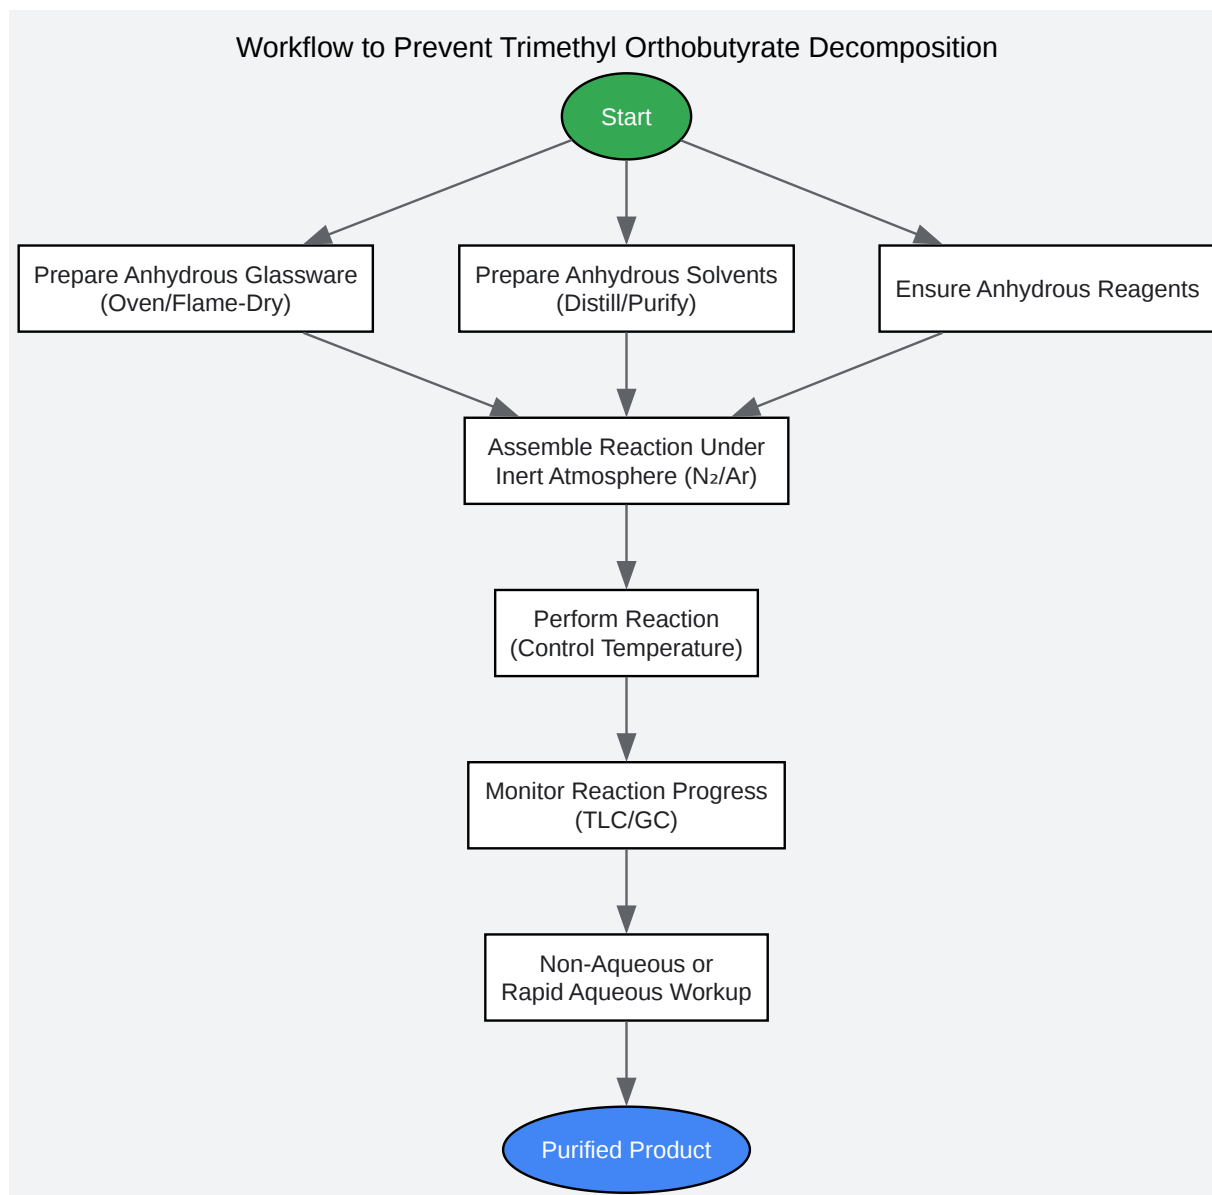 Workflow to Prevent Trimethyl Orthobutyrate Decomposition
Start
Prepare Anhydrous Glassware
(Oven/Flame-Dry)
Prepare Anhydrous Solvents
(Distill/Purify)
Ensure Anhydrous Reagents
Assemble Reaction Under
Inert Atmosphere (N₂/Ar)
Perform Reaction
(Control Temperature)
Monitor Reaction Progress
(TLC/GC)
Non-Aqueous or
Rapid Aqueous Workup
Purified Product